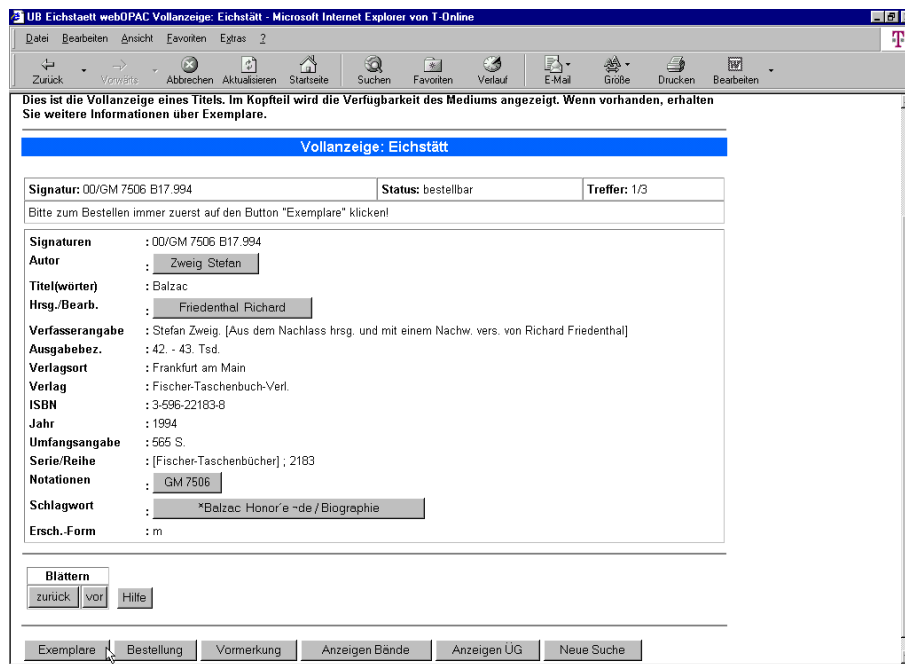 UB Eichstaett webOPAC Vollanzeige: Eichstätt - Microsoft Internet Explorer von T-Online
Datei Bearbeiten Ansicht Favoriten Extras ?
Zurück Vorwärts Abbrechen Aktualisieren Startseite Suchen Favoriten Verlauf E-Mail Größe Drucken Bearbeiten
Dies ist die Vollanzeige eines Titels. Im Kopfteil wird die Verfügbarkeit des Mediums angezeigt. Wenn vorhanden, erhalten
Sie weitere Informationen über Exemplare.
Vollanzeige: Eichstätt
Signatur: 00/GM 7506 B17.994 Status: bestellbar Treffer: 1/3
Bitte zum Bestellen immer zuerst auf den Button "Exemplare" klicken!
Signaturen : 00/GM 7506 B17.994
Autor : Zweig Stefan
Titel(wörter) : Balzac
Hrsg./Bearb. : Friedenthal Richard
Verfasserangabe : Stefan Zweig. [Aus dem Nachlass hrsg. und mit einem Nachw. vers. von Richard Friedenthal]
Ausgabebez. : 42. - 43. Tsd.
Verlagsort : Frankfurt am Main
Verlag : Fischer-Taschenbuch-Verl.
ISBN : 3-596-22183-8
Jahr : 1994
Umfangsangabe : 565 S.
Serie/Reihe : [Fischer-Taschenbücher] ; 2183
Notationen : GM 7506
Schlagwort : *Balzac Honor´e ¬de / Biographie
Ersch.-Form : m
Blättern
zurück vor Hilfe
Exemplare Bestellung Vormerkung Anzeigen Bände Anzeigen ÜG Neue Suche